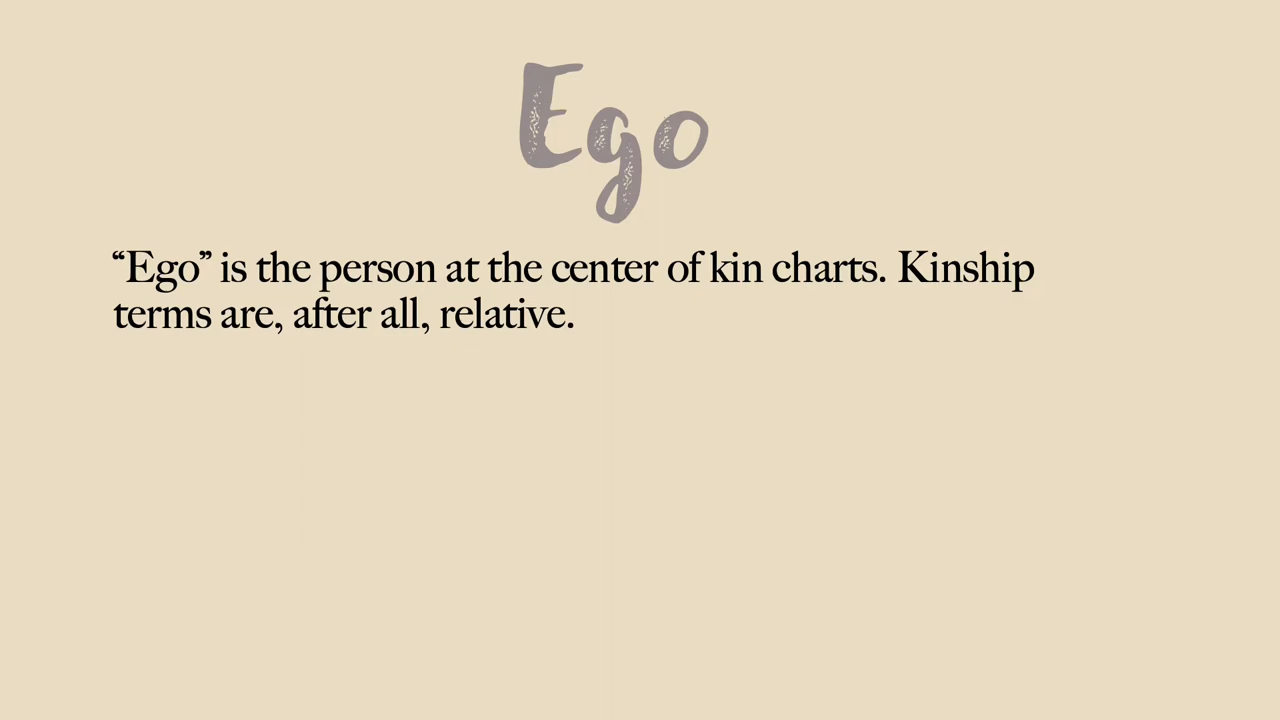 Ego
“Ego” is the person at the center of kin charts. Kinship
terms are, after all, relative.